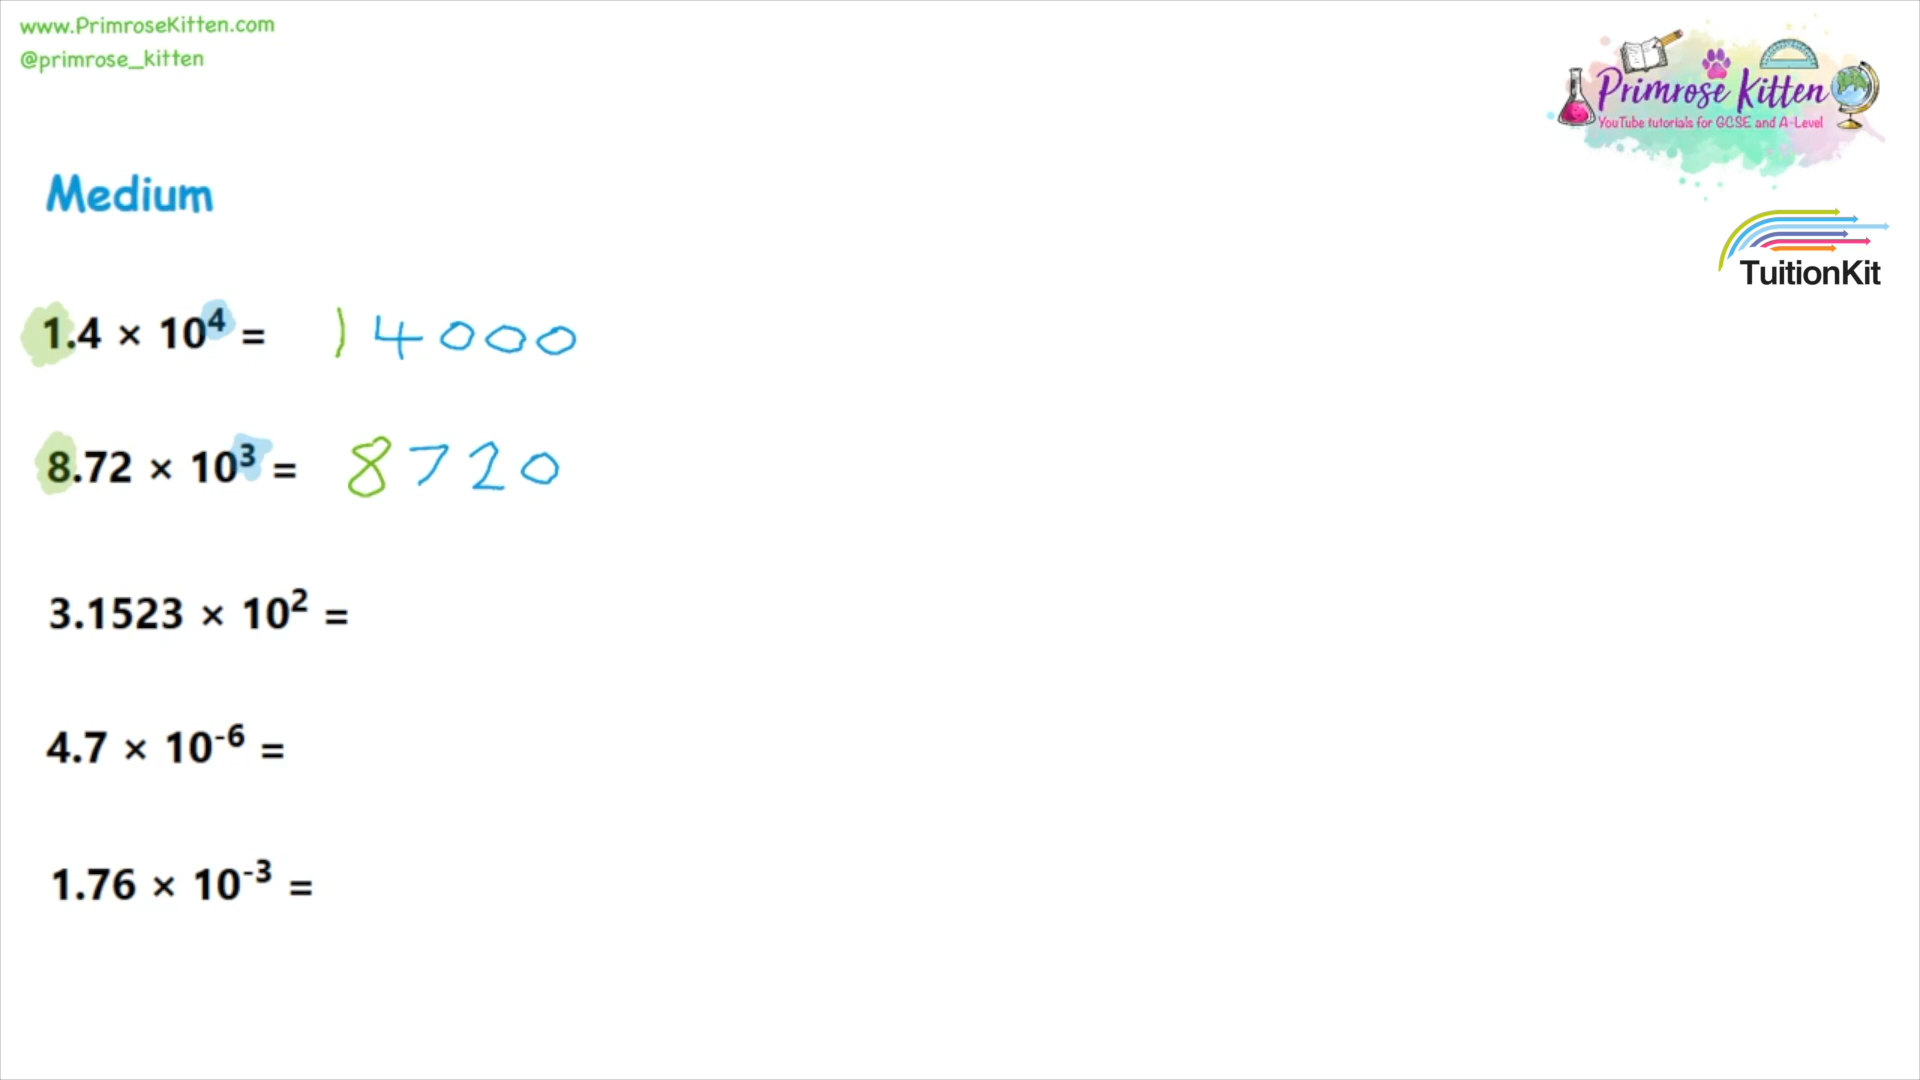 www.PrimroseKitten.com
@primrose_kitten
Primrose Kitten
YouTube tutorials for GCSE and A-Level
TuitionKit
Medium
1.4 × 10⁴ = 14000
8.72 × 10³ = 8720
3.1523 × 10² =
4.7 × 10⁻⁶ =
1.76 × 10⁻³ =